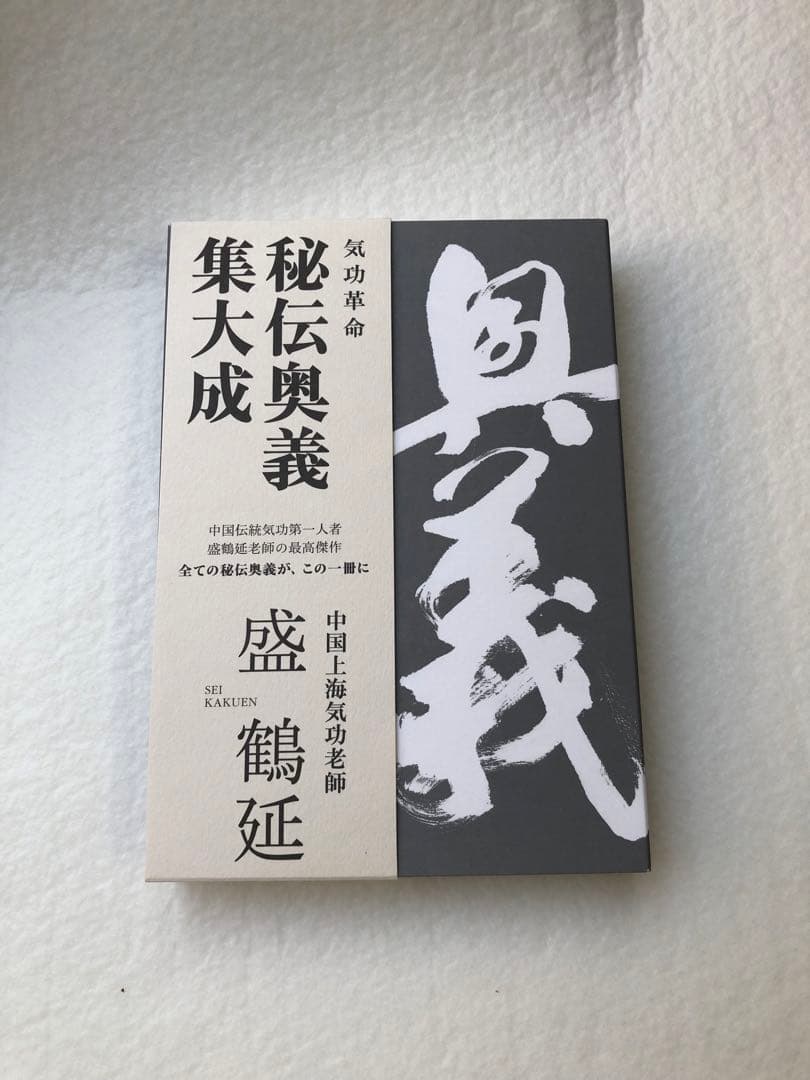 気功革命
秘伝奥義
集大成
中国伝統気功第一人者
盛鶴延老師の最高傑作
全ての秘伝奥義が、この一冊に
中国上海気功老師
盛 鶴延
SEI
KAKUEN
奥義